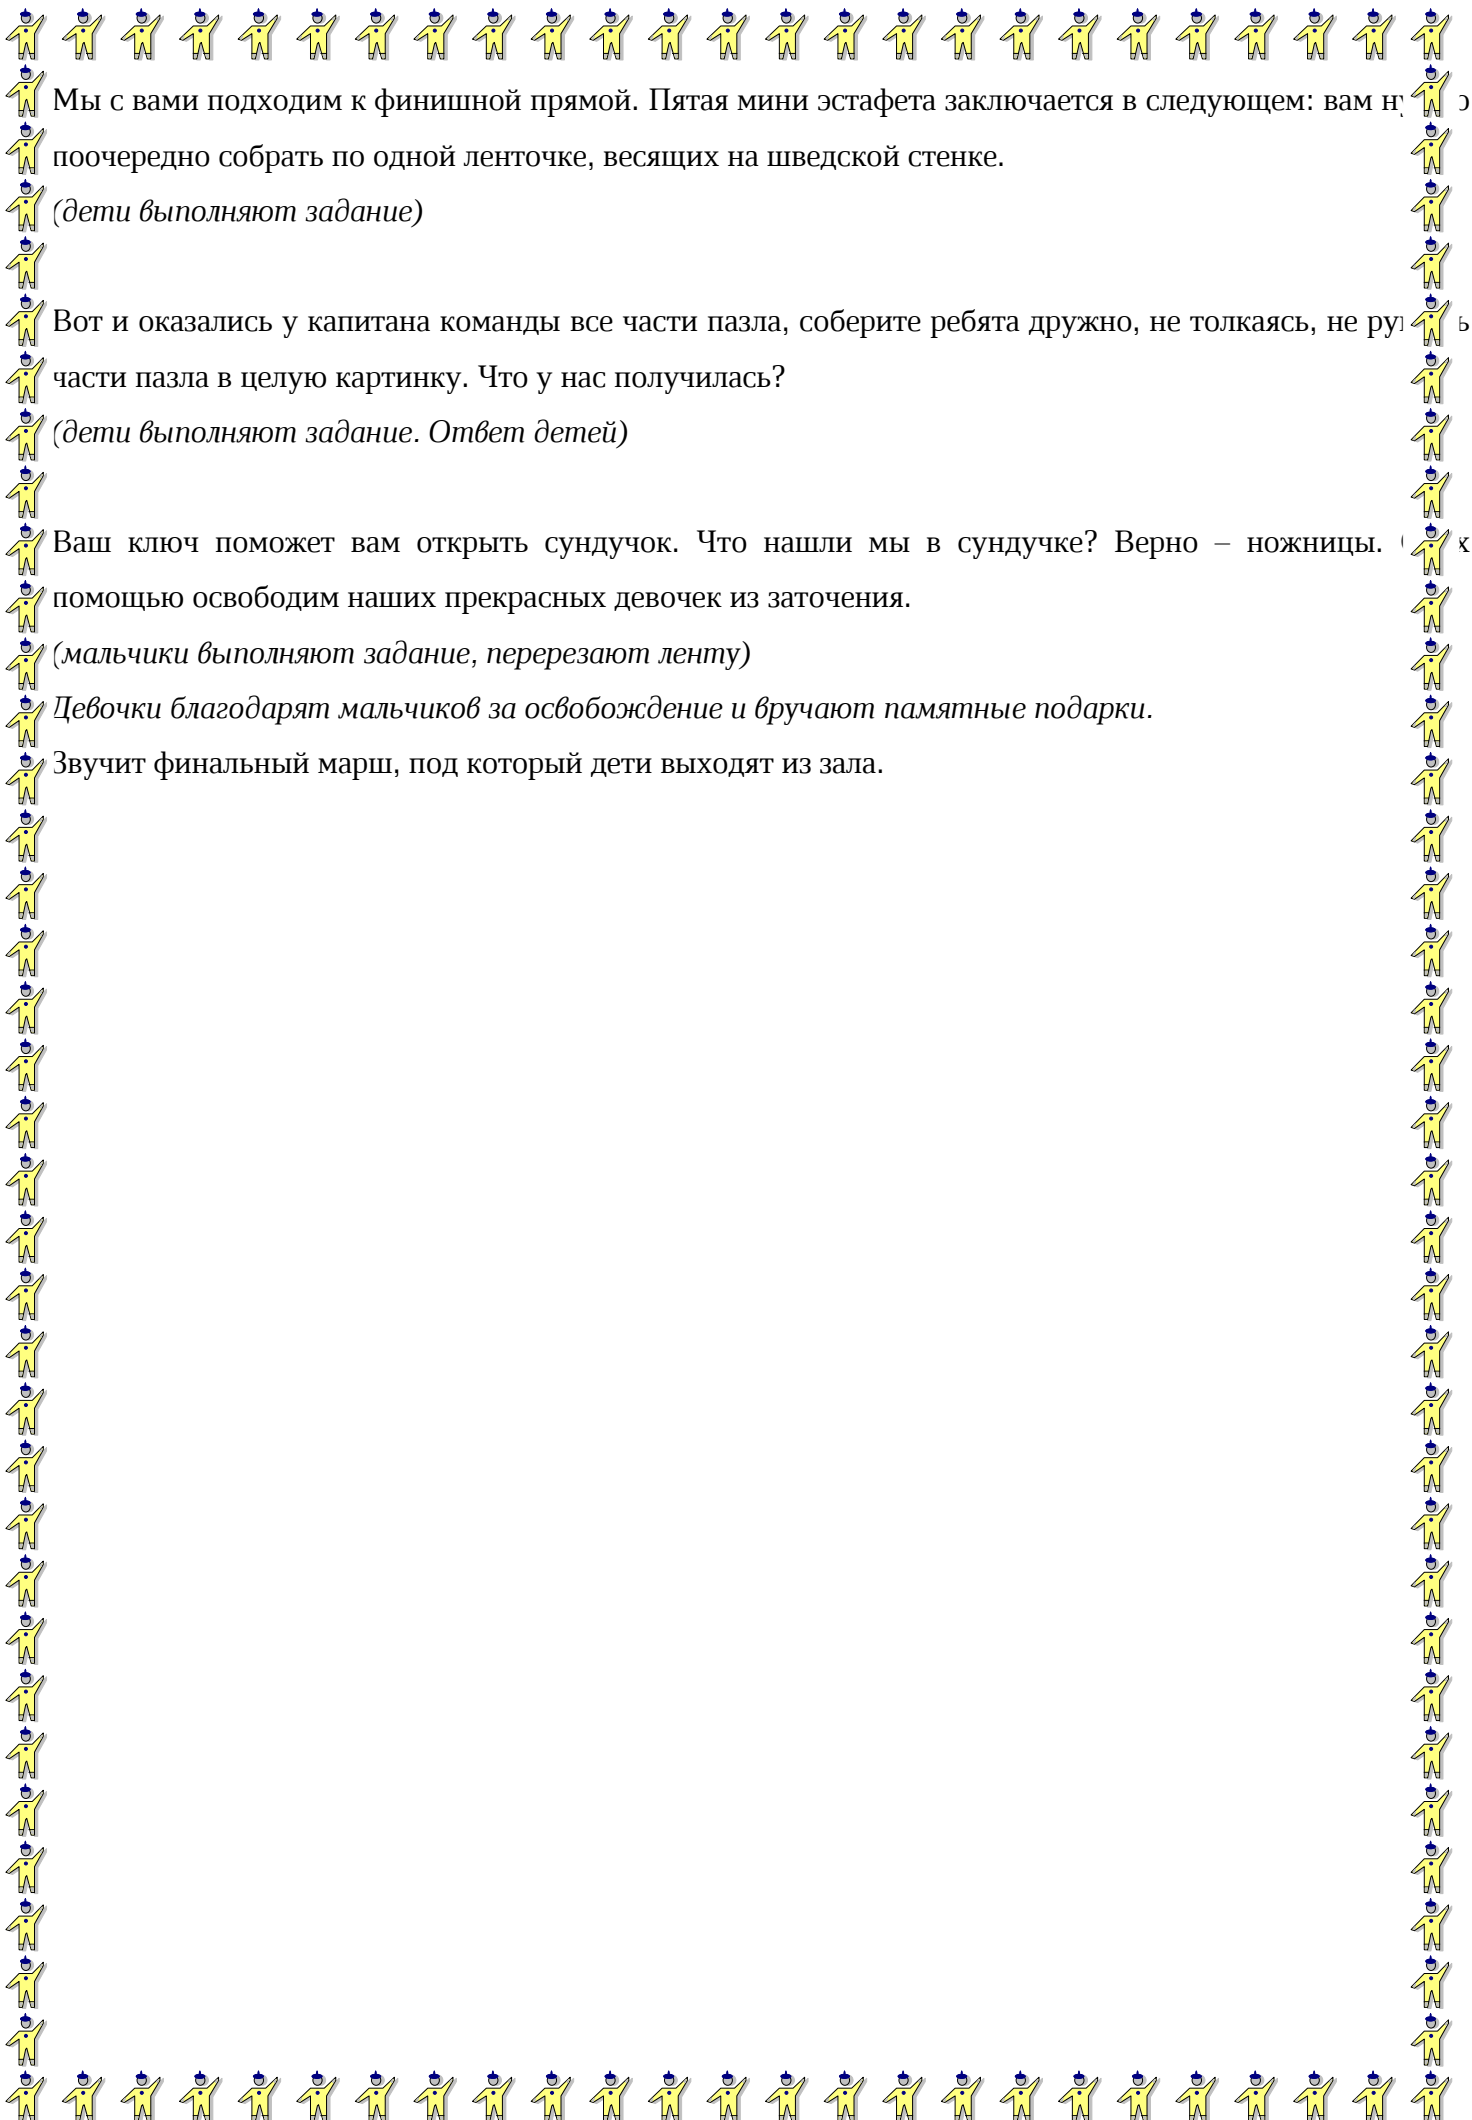 Мы с вами подходим к финишной прямой. Пятая мини эстафета заключается в следующем: вам
поочередно собрать по одной ленточке, весящих на шведской стенке.
(дети выполняют задание)
Вот и оказались у капитана команды все части пазла, соберите ребята дружно, не толкаясь, не
части пазла в целую картинку. Что у нас получилась?
(дети выполняют задание. Ответ детей)
Ваш ключ поможет вам открыть сундучок. Что нашли мы в сундучке? Верно – ножницы.
помощью освободим наших прекрасных девочек из заточения.
(мальчики выполняют задание, перерезают ленту)
Девочки благодарят мальчиков за освобождение и вручают памятные подарки.
Звучит финальный марш, под который дети выходят из зала.